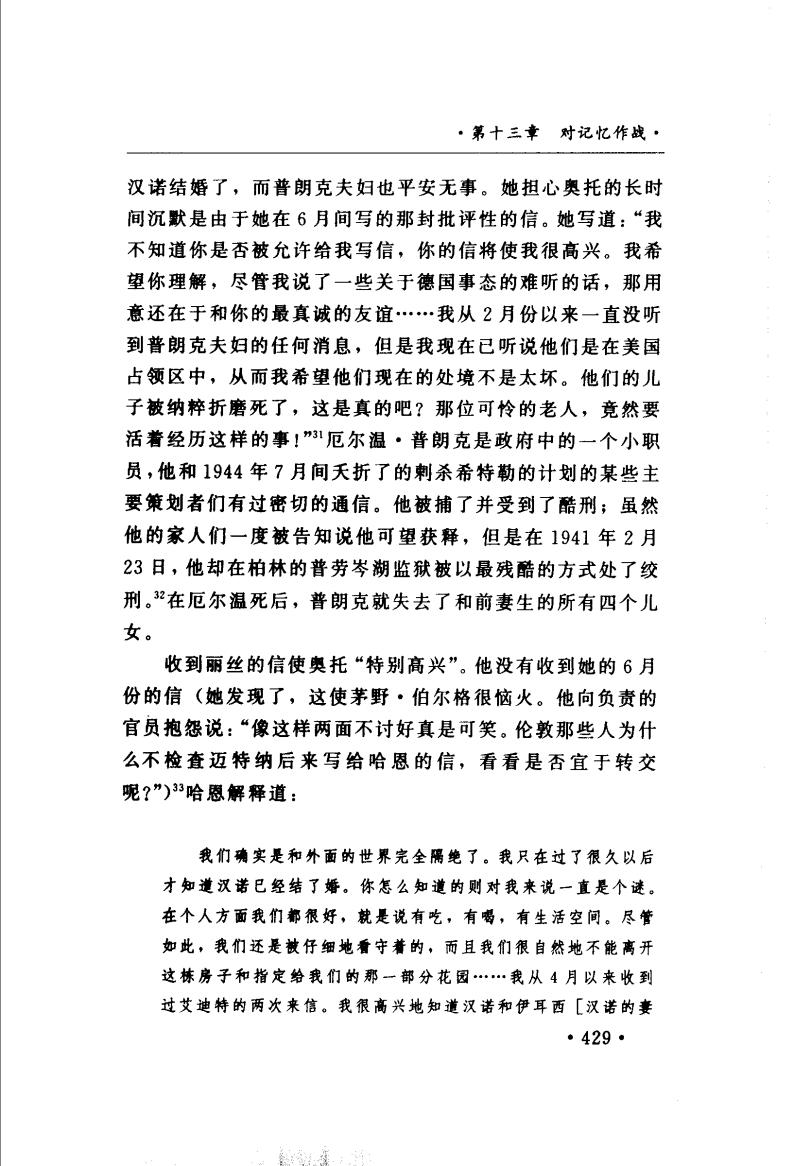 ·第十三章 对记忆作战·
汉诺结婚了，而普朗克夫妇也平安无事。她担心奥托的长时
间沉默是由于她在 6 月间写的那封批评性的信。她写道：“我
不知道你是否被允许给我写信，你的信将使我很高兴。我希
望你理解，尽管我说了一些关于德国事态的难听的话，那用
意还在于和你的最真诚的友谊……我从 2 月份以来一直没听
到普朗克夫妇的任何消息，但是我现在已听说他们是在美国
占领区中，从而我希望他们现在的处境不是太坏。他们的儿
子被纳粹折磨死了，这是真的吧？那位可怜的老人，竟然要
活着经历这样的事！”³¹厄尔温·普朗克是政府中的一个小职
员，他和 1944 年 7 月间夭折了的刺杀希特勒的计划的某些主
要策划者们有过密切的通信。他被捕了并受到了酷刑；虽然
他的家人们一度被告知说他可望获释，但是在 1941 年 2 月
23 日，他却在柏林的普劳岑湖监狱被以最残酷的方式处了绞
刑。³²在厄尔温死后，普朗克就失去了和前妻生的所有四个儿
女。
收到丽丝的信使奥托“特别高兴”。他没有收到她的 6 月
份的信（她发现了，这使茅野·伯尔格很恼火。他向负责的
官员抱怨说：“像这样两面不讨好真是可笑。伦敦那些人为什
么不检查迈特纳后来写给哈恩的信，看看是否宜于转交
呢？”）³³哈恩解释道：
我们确实是和外面的世界完全隔绝了。我只在过了很久以后
才知道汉诺已经结了婚。你怎么知道的则对我来说一直是个谜。
在个人方面我们都很好，就是说有吃，有喝，有生活空间。尽管
如此，我们还是被仔细地看守着的，而且我们很自然地不能离开
这栋房子和指定给我们的那一部分花园……我从 4 月以来收到
过艾迪特的两次来信。我很高兴地知道汉诺和伊耳西［汉诺的妻
·429·